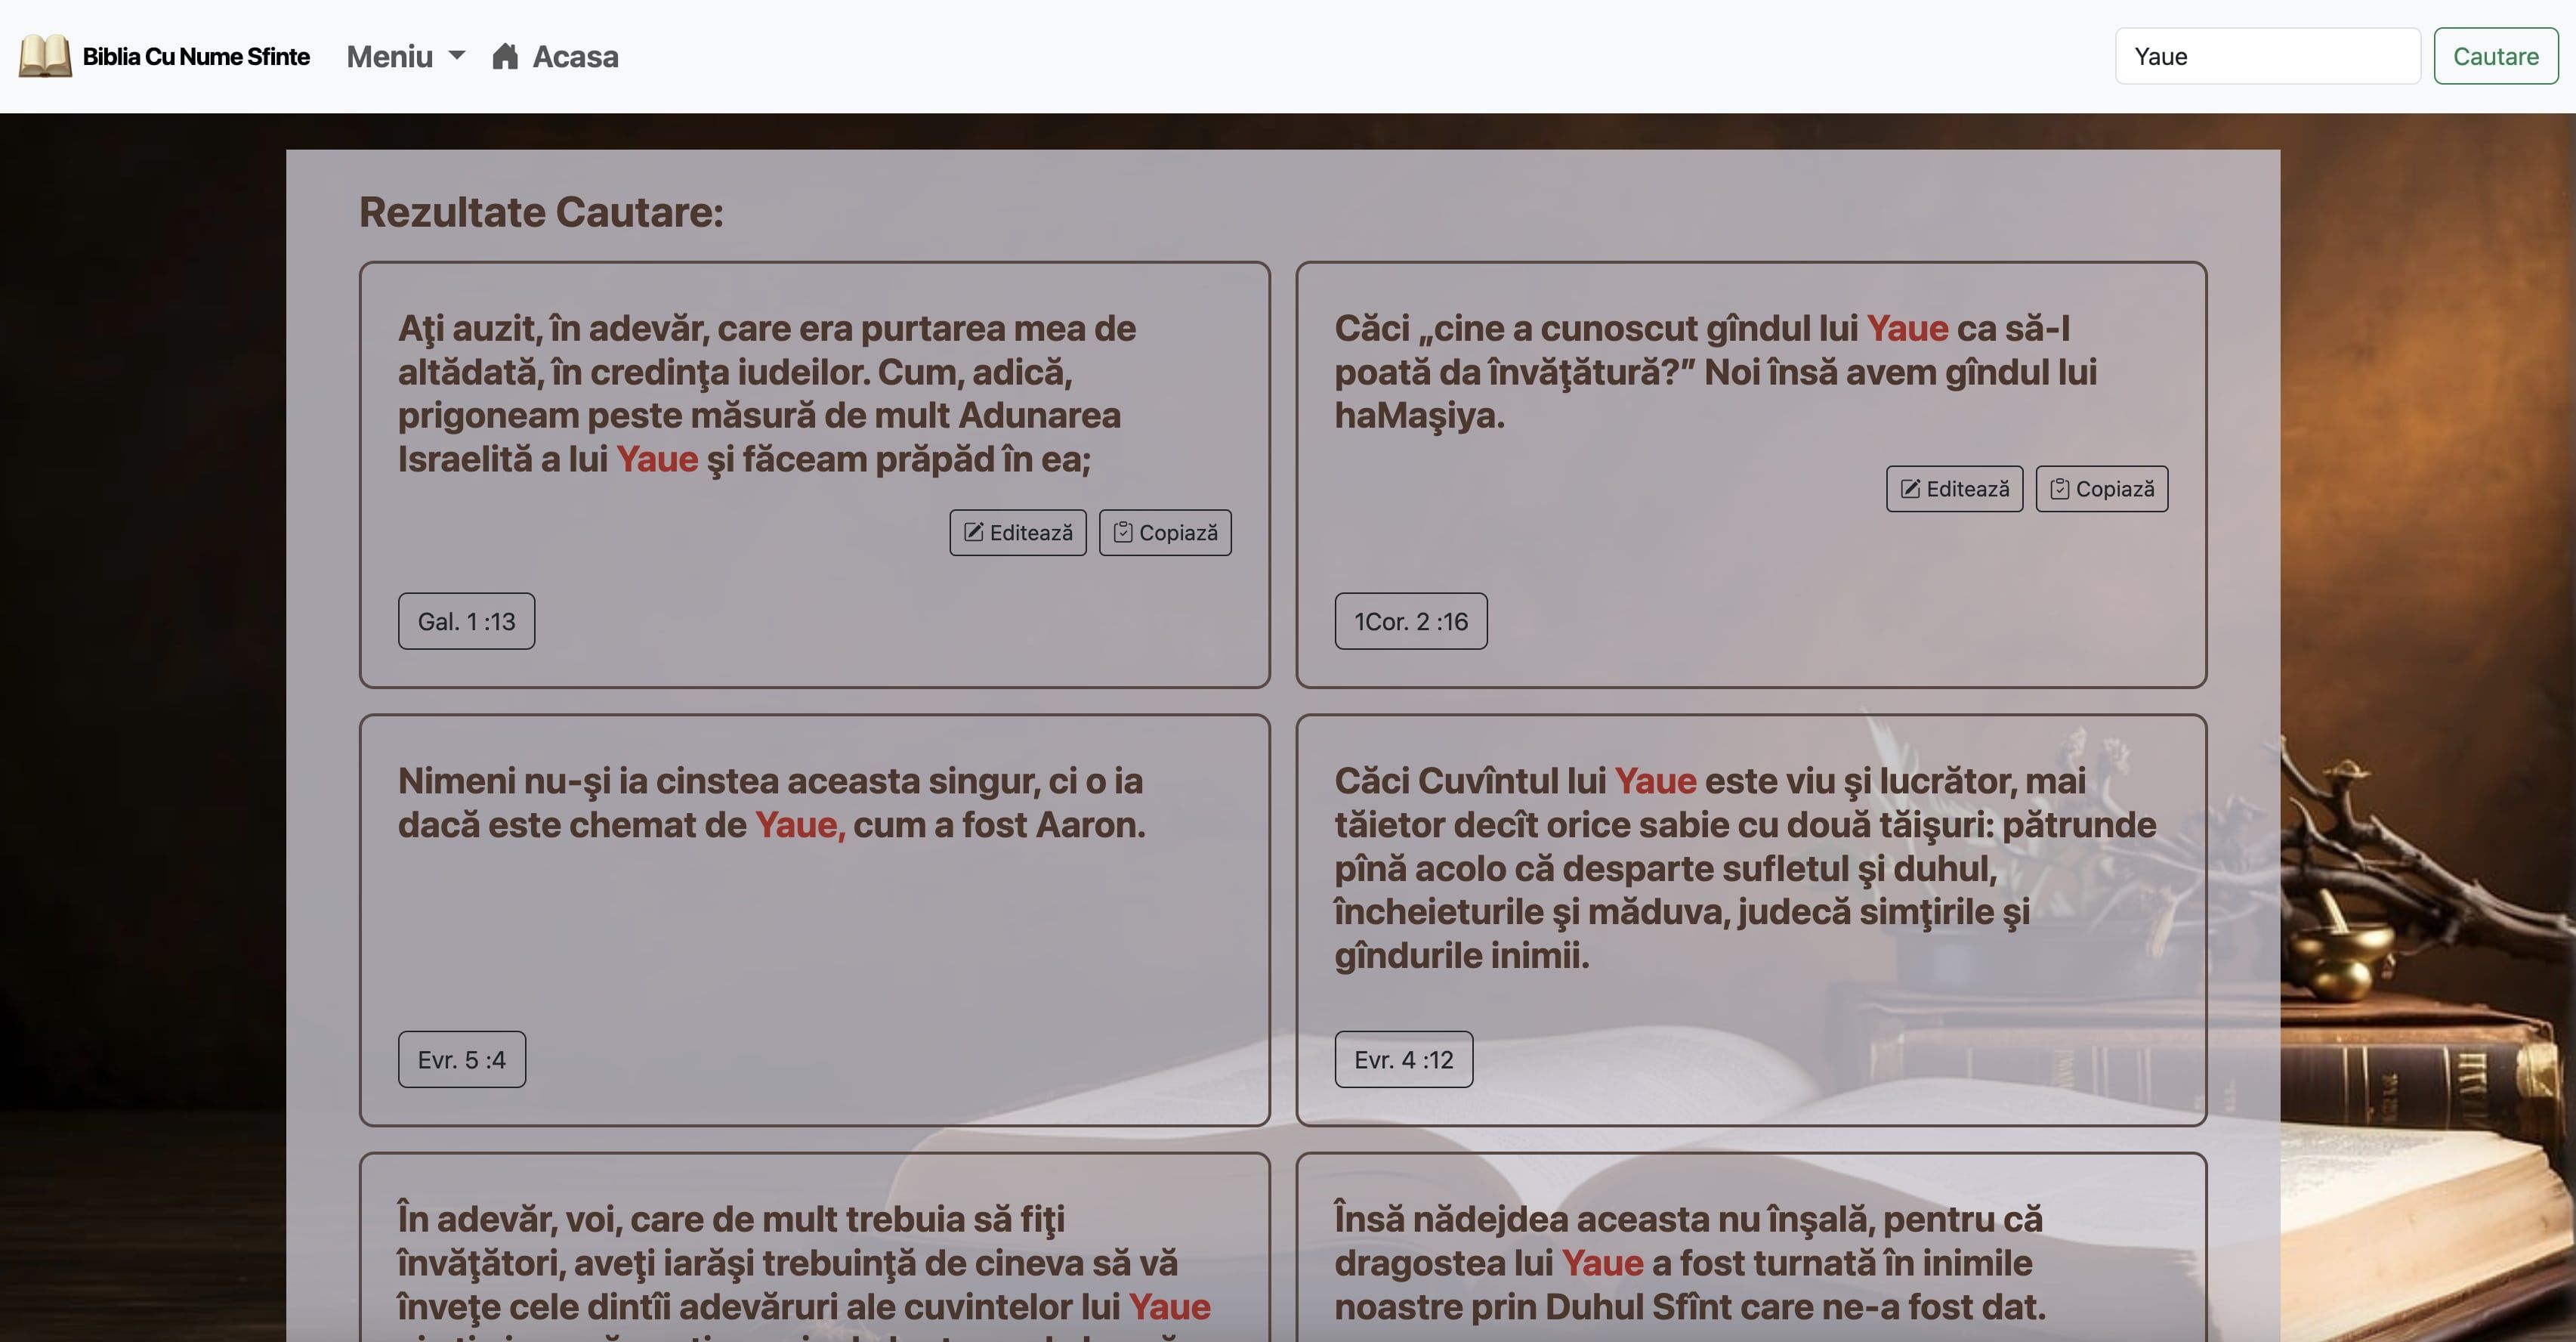 Biblia Cu Nume Sfinte
Meniu
Acasa
Yaue
Cautare
Rezultate Cautare:
Aţi auzit, în adevăr, care era purtarea mea de
altădată, în credinţa iudeilor. Cum, adică,
prigoneam peste măsură de mult Adunarea
Israelită a lui Yaue şi făceam prăpăd în ea;
Editează
Copiază
Gal. 1 :13
Căci „cine a cunoscut gîndul lui Yaue ca să-I
poată da învăţătură?” Noi însă avem gîndul lui
haMaşiya.
Editează
Copiază
1Cor. 2 :16
Nimeni nu-şi ia cinstea aceasta singur, ci o ia
dacă este chemat de Yaue, cum a fost Aaron.
Evr. 5 :4
Căci Cuvîntul lui Yaue este viu şi lucrător, mai
tăietor decît orice sabie cu două tăişuri: pătrunde
pînă acolo că desparte sufletul şi duhul,
încheieturile şi măduva, judecă simţirile şi
gîndurile inimii.
Evr. 4 :12
În adevăr, voi, care de mult trebuia să fiţi
învăţători, aveţi iarăşi trebuinţă de cineva să vă
înveţe cele dintîi adevăruri ale cuvintelor lui Yaue
Însă nădejdea aceasta nu înşală, pentru că
dragostea lui Yaue a fost turnată în inimile
noastre prin Duhul Sfînt care ne-a fost dat.